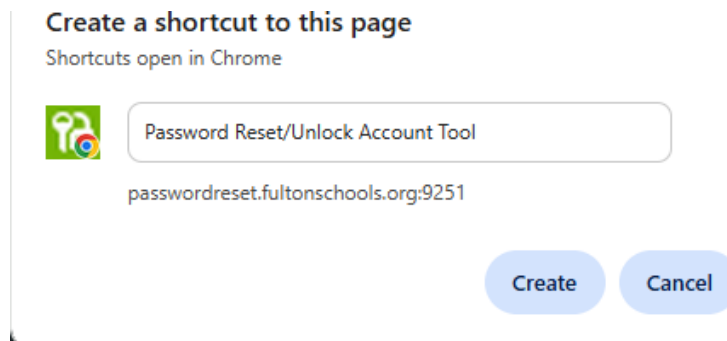 Create a shortcut to this page
Shortcuts open in Chrome
Password Reset/Unlock Account Tool
passwordreset.fultonschools.org:9251
Create Cancel